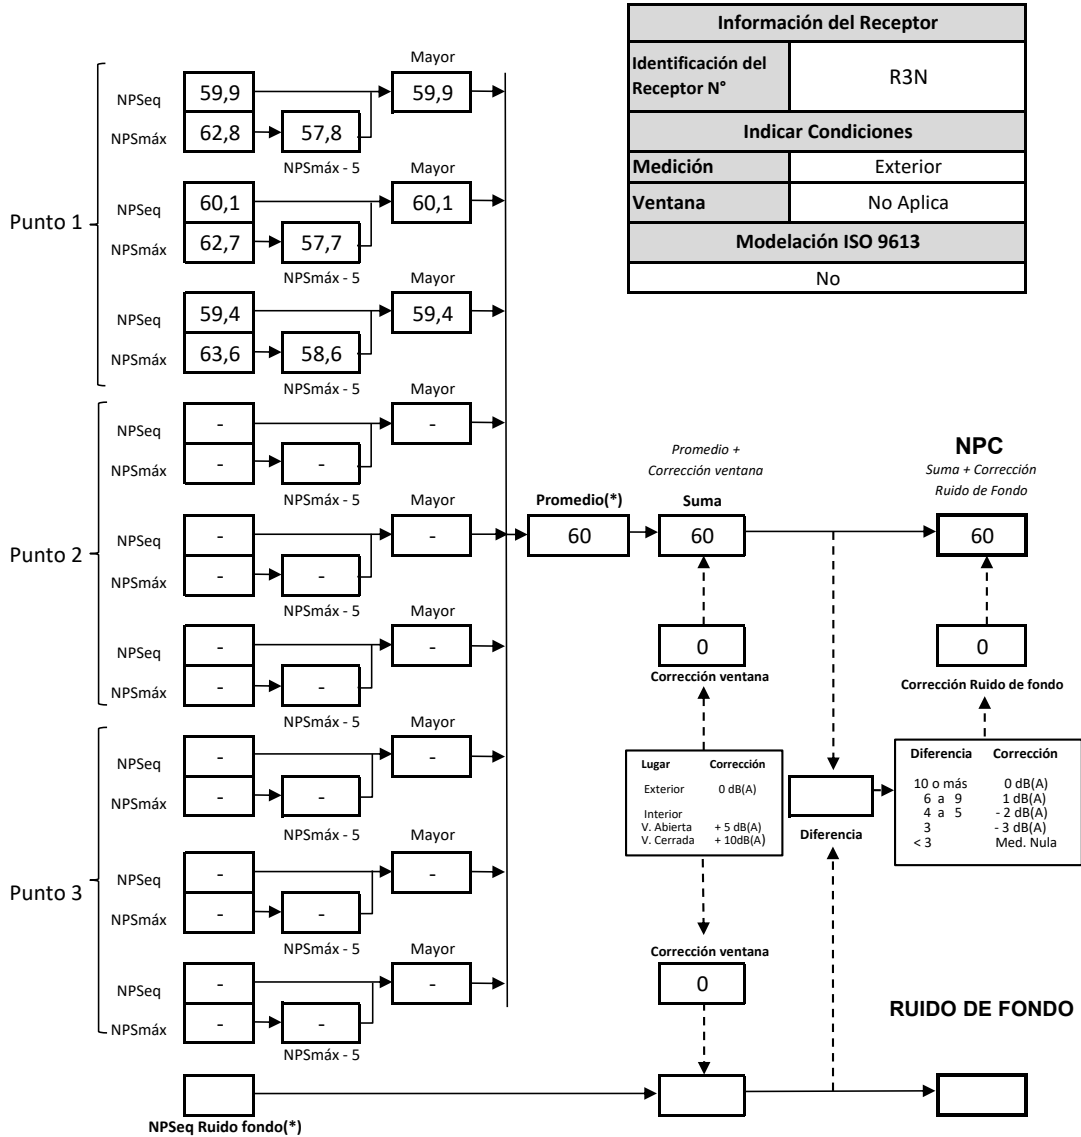 Información del Receptor
Identificación del Receptor N° R3N
Indicar Condiciones
Medición Exterior
Ventana No Aplica
Modelación ISO 9613
No
Punto 1
Mayor
NPSeq 59,9 59,9
NPSmáx 62,8 57,8
NPSmáx - 5
Mayor
NPSeq 60,1 60,1
NPSmáx 62,7 57,7
NPSmáx - 5
Mayor
NPSeq 59,4 59,4
NPSmáx 63,6 58,6
NPSmáx - 5
Punto 2
Mayor
NPSeq - -
NPSmáx - -
NPSmáx - 5
Mayor
NPSeq - -
NPSmáx - -
NPSmáx - 5
Mayor
NPSeq - -
NPSmáx - -
NPSmáx - 5
Punto 3
Mayor
NPSeq - -
NPSmáx - -
NPSmáx - 5
Mayor
NPSeq - -
NPSmáx - -
NPSmáx - 5
Mayor
NPSeq - -
NPSmáx - -
NPSmáx - 5
NPSeq Ruido fondo(*)
Promedio(*)
60
Promedio +
Corrección ventana
Suma
60
0
Corrección ventana
Lugar Corrección
Exterior 0 dB(A)
Interior
V. Abierta + 5 dB(A)
V. Cerrada + 10dB(A)
Corrección ventana
0
Diferencia
NPC
Suma + Corrección
Ruido de Fondo
60
0
Corrección Ruido de fondo
Diferencia Corrección
10 o más 0 dB(A)
6 a 9 1 dB(A)
4 a 5 - 2 dB(A)
3 - 3 dB(A)
< 3 Med. Nula
RUIDO DE FONDO